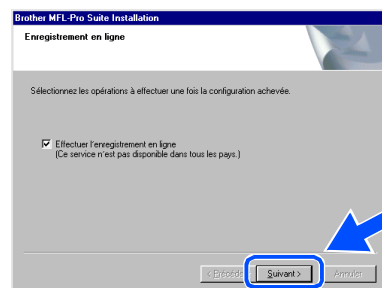 Brother MFL-Pro Suite Installation
Enregistrement en ligne
Sélectionnez les opérations à effectuer une fois la configuration achevée.
Effectuer l'enregistrement en ligne
(Ce service n'est pas disponible dans tous les pays.)
Suivant >
Annuler